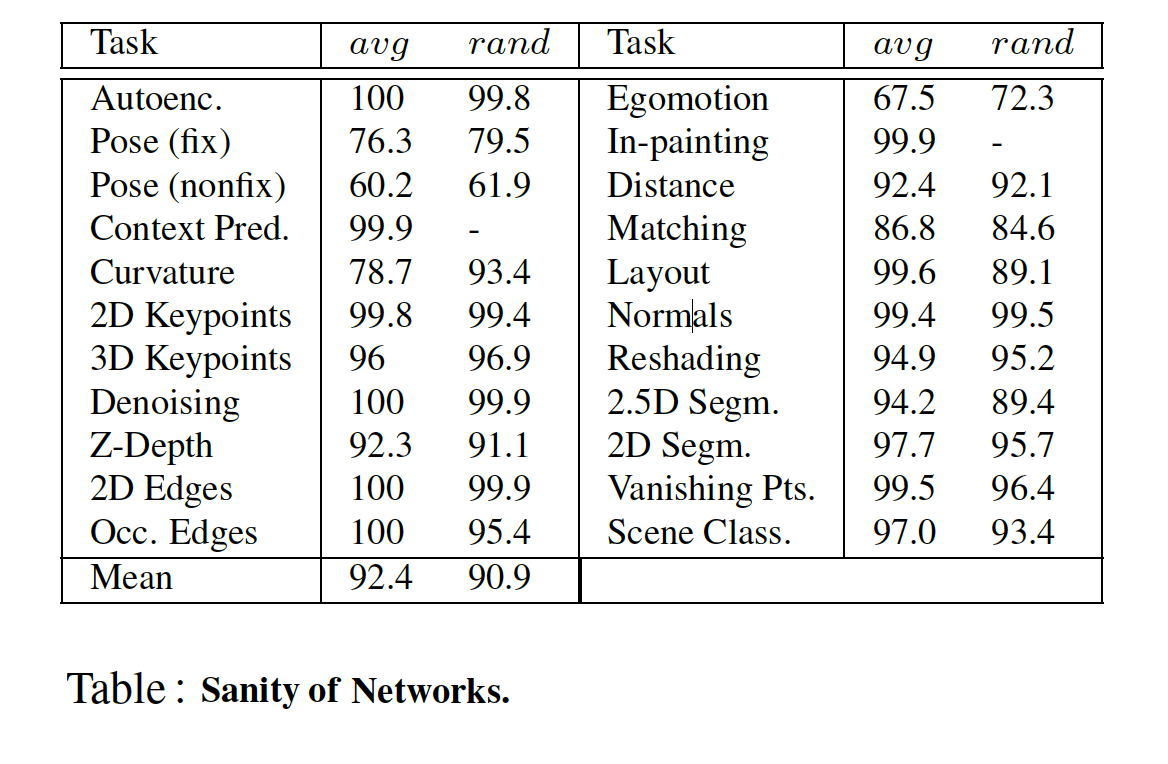 Task avg rand Task avg rand
Autoenc. 100 99.8 Egomotion 67.5 72.3
Pose (fix) 76.3 79.5 In-painting 99.9 -
Pose (nonfix) 60.2 61.9 Distance 92.4 92.1
Context Pred. 99.9 - Matching 86.8 84.6
Curvature 78.7 93.4 Layout 99.6 89.1
2D Keypoints 99.8 99.4 Normals 99.4 99.5
3D Keypoints 96 96.9 Reshading 94.9 95.2
Denoising 100 99.9 2.5D Segm. 94.2 89.4
Z-Depth 92.3 91.1 2D Segm. 97.7 95.7
2D Edges 100 99.9 Vanishing Pts. 99.5 96.4
Occ. Edges 100 95.4 Scene Class. 97.0 93.4
Mean 92.4 90.9
Table : Sanity of Networks.